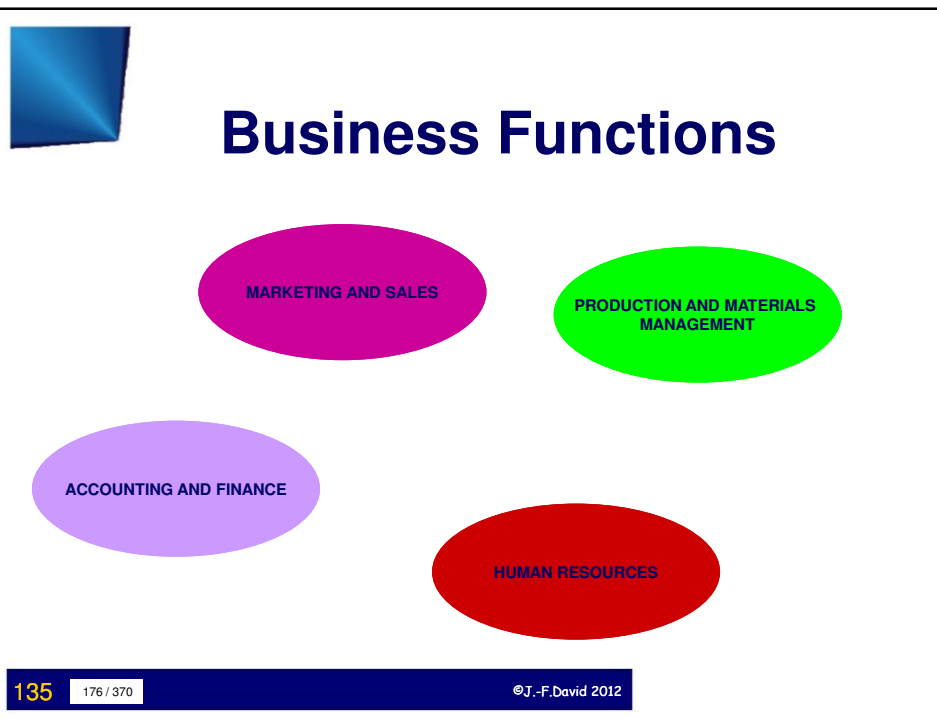 Business Functions
MARKETING AND SALES
PRODUCTION AND MATERIALS
MANAGEMENT
ACCOUNTING AND FINANCE
HUMAN RESOURCES
135
176 / 370
©J.-F.David 2012